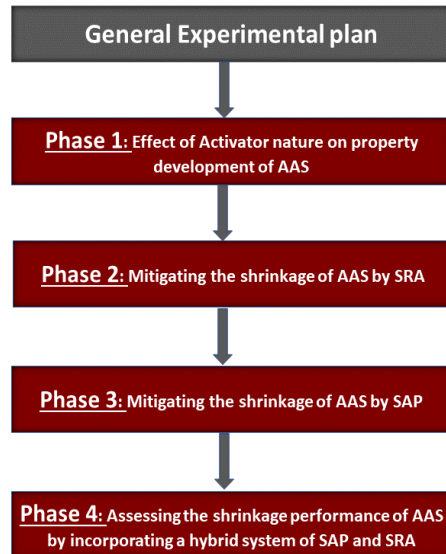 General Experimental plan
Phase 1: Effect of Activator nature on property
development of AAS
Phase 2: Mitigating the shrinkage of AAS by SRA
Phase 3: Mitigating the shrinkage of AAS by SAP
Phase 4: Assessing the shrinkage performance of AAS
by incorporating a hybrid system of SAP and SRA